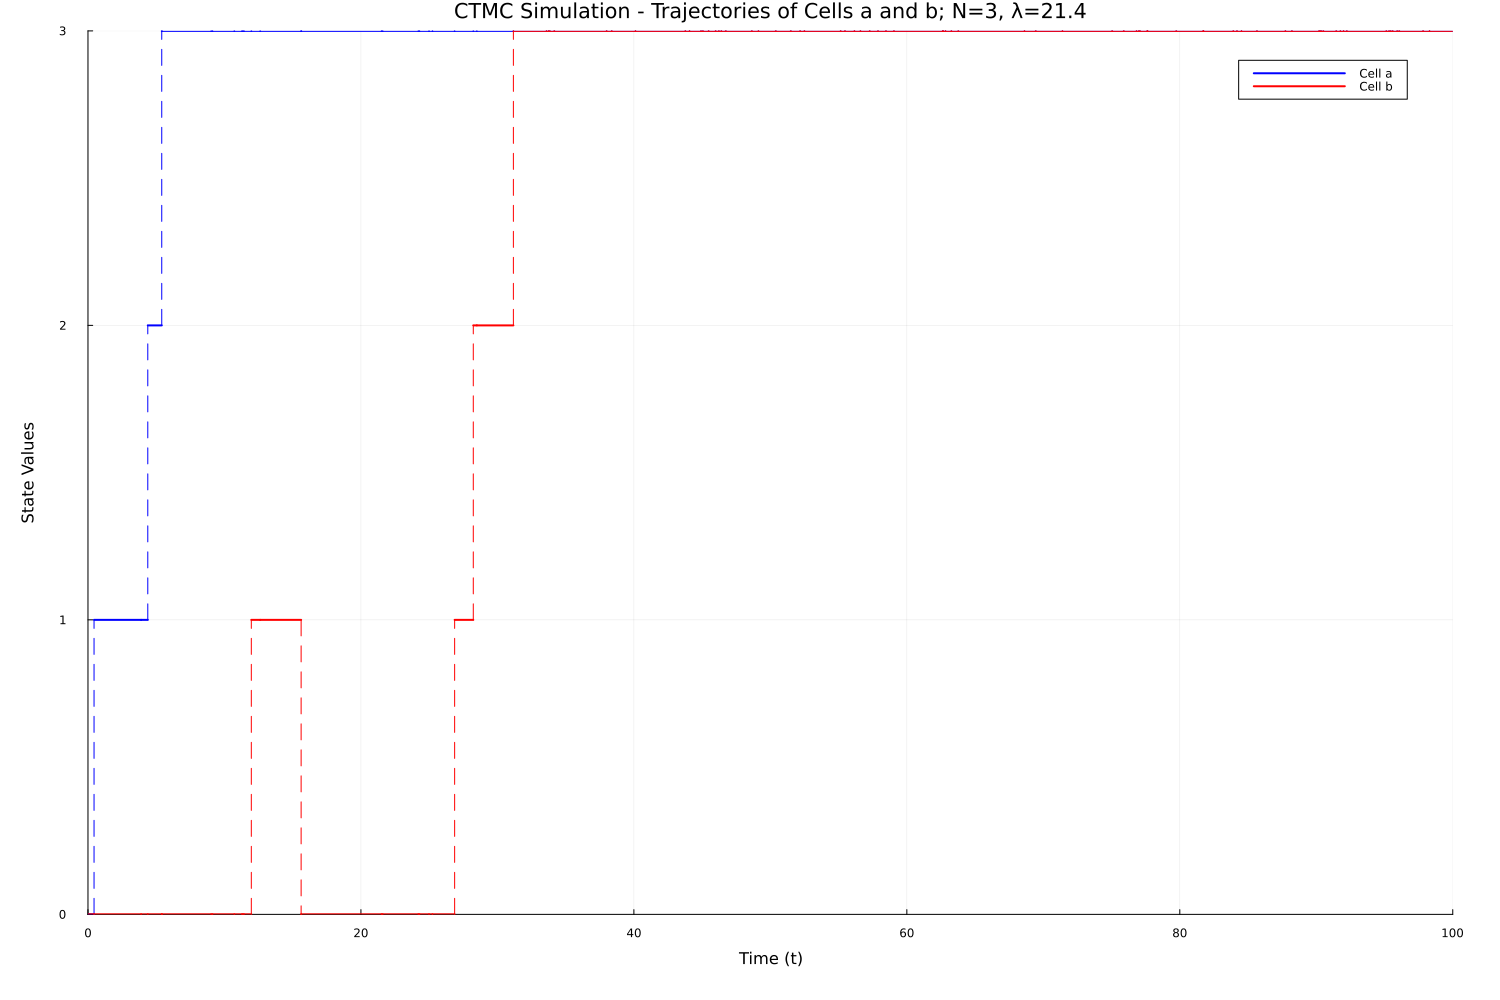 CTMC Simulation - Trajectories of Cells a and b; N=3, λ=21.4
3
Cell a
Cell b
2
State Values
1
0
0 20 40 60 80 100
Time (t)